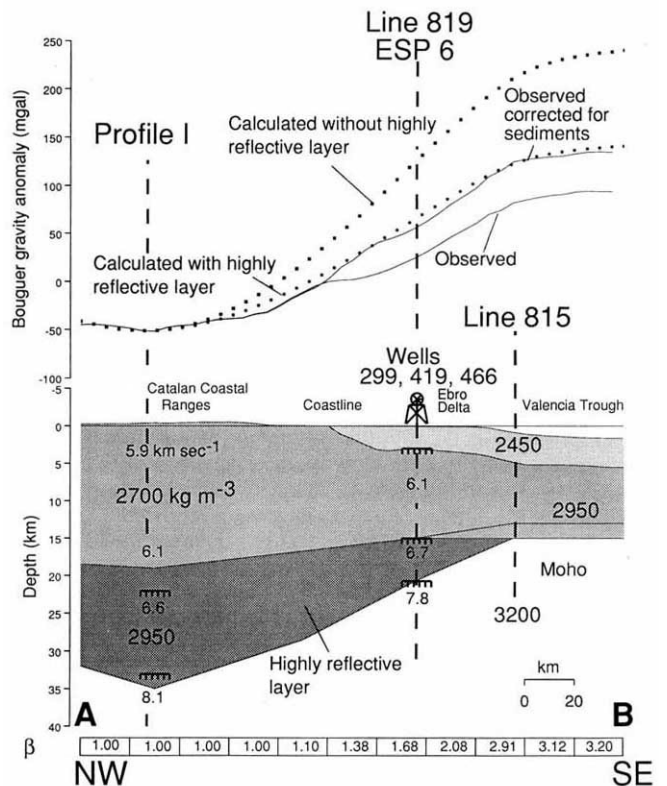 Line 819
ESP 6
250
200
150
100
50
0
-50
-100
Bouguer gravity anomaly (mgal)
Profile I
Calculated without highly
reflective layer
Observed
corrected for
sediments
Calculated with highly
reflective layer
Observed
Line 815
Wells
299, 419, 466
Catalan Coastal
Ranges
Coastline
Ebro
Delta
Valencia Trough
-5
0
5
10
15
20
25
30
35
40
Depth (km)
5.9 km sec-1
2450
6.1
2700 kg m-3
2950
6.1
6.7
Moho
6.6
7.8
2950
3200
Highly reflective
layer
8.1
km
0 20
A B
β 1.00 1.00 1.00 1.00 1.10 1.38 1.68 2.08 2.91 3.12 3.20
NW SE